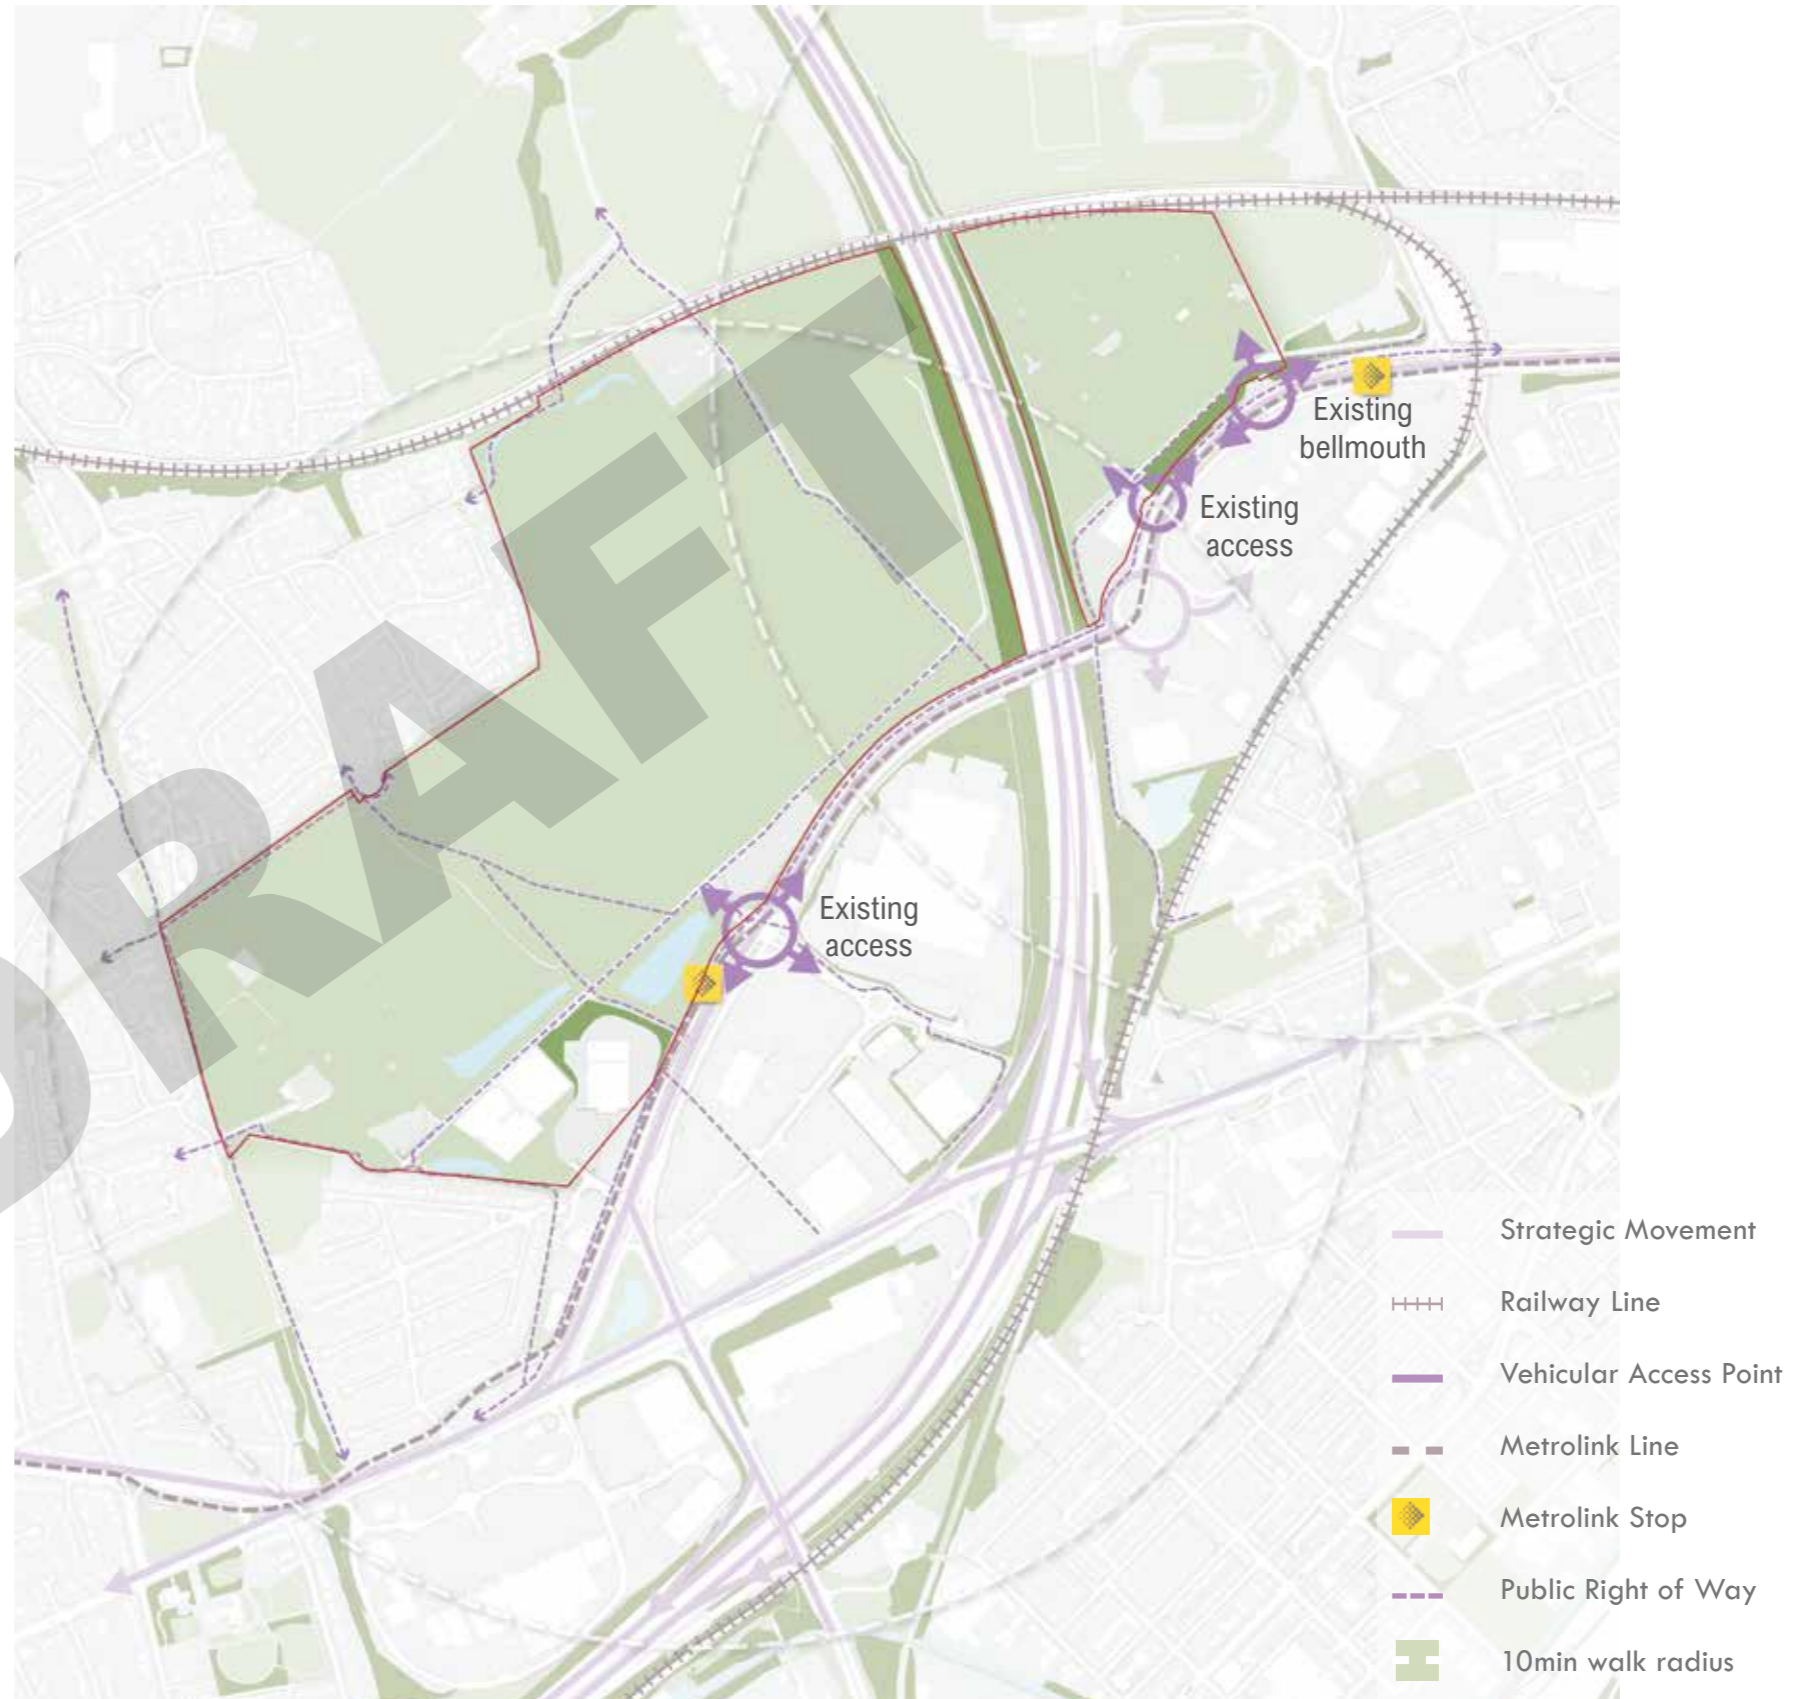 DRAFT
Existing
bellmouth
Existing
access
Existing
access
Strategic Movement
Railway Line
Vehicular Access Point
Metrolink Line
Metrolink Stop
Public Right of Way
10min walk radius